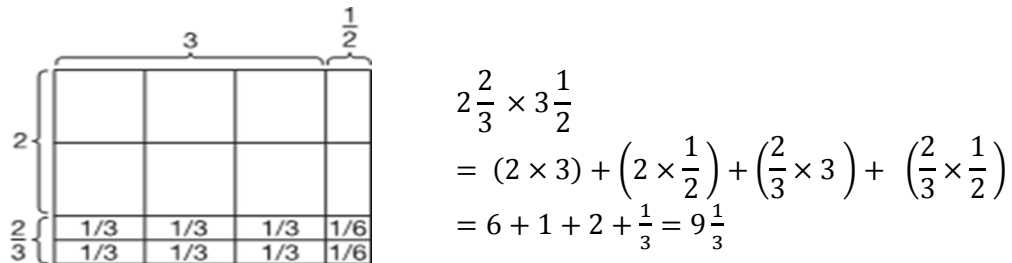 3 1/2
2
2/3
1/3 1/3 1/3 1/6
1/3 1/3 1/3 1/6
2 2/3 × 3 1/2
= (2 × 3) + (2 × 1/2) + (2/3 × 3 ) + (2/3 × 1/2 )
= 6 + 1 + 2 + 1/3 = 9 1/3